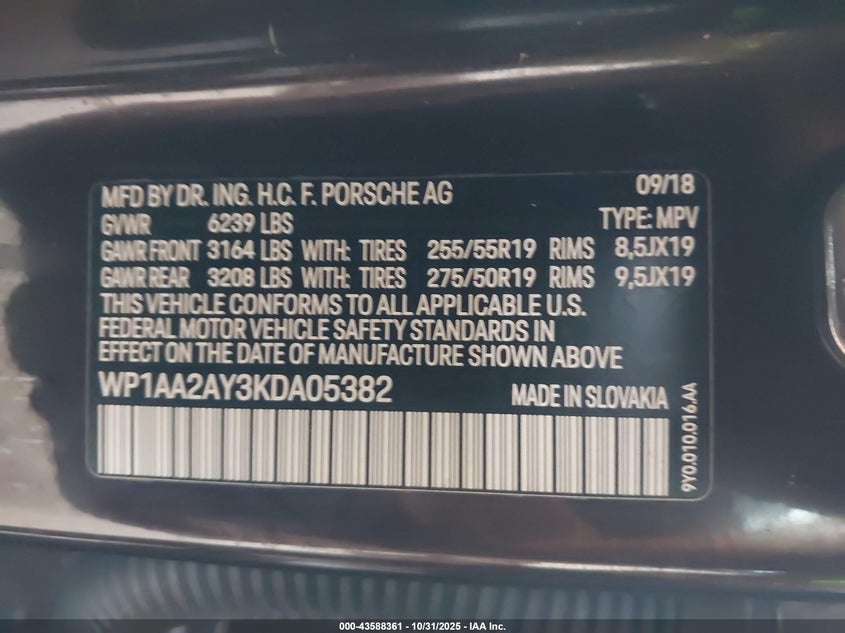 MFD BY DR. ING. H.C. F. PORSCHE AG 09/18
GVWR 6239 LBS TYPE: MPV
GAWR FRONT 3164 LBS WITH: TIRES 255/55R19 RIMS 8,5JX19
GAWR REAR 3208 LBS WITH: TIRES 275/50R19 RIMS 9,5JX19
THIS VEHICLE CONFORMS TO ALL APPLICABLE U.S.
FEDERAL MOTOR VEHICLE SAFETY STANDARDS IN
EFFECT ON THE DATE OF MANUFACTURE SHOWN ABOVE
WP1AA2AY3KDA05382 MADE IN SLOVAKIA
9Y0.010.016.AA
000-43588361 - 10/31/2025 - IAA Inc.